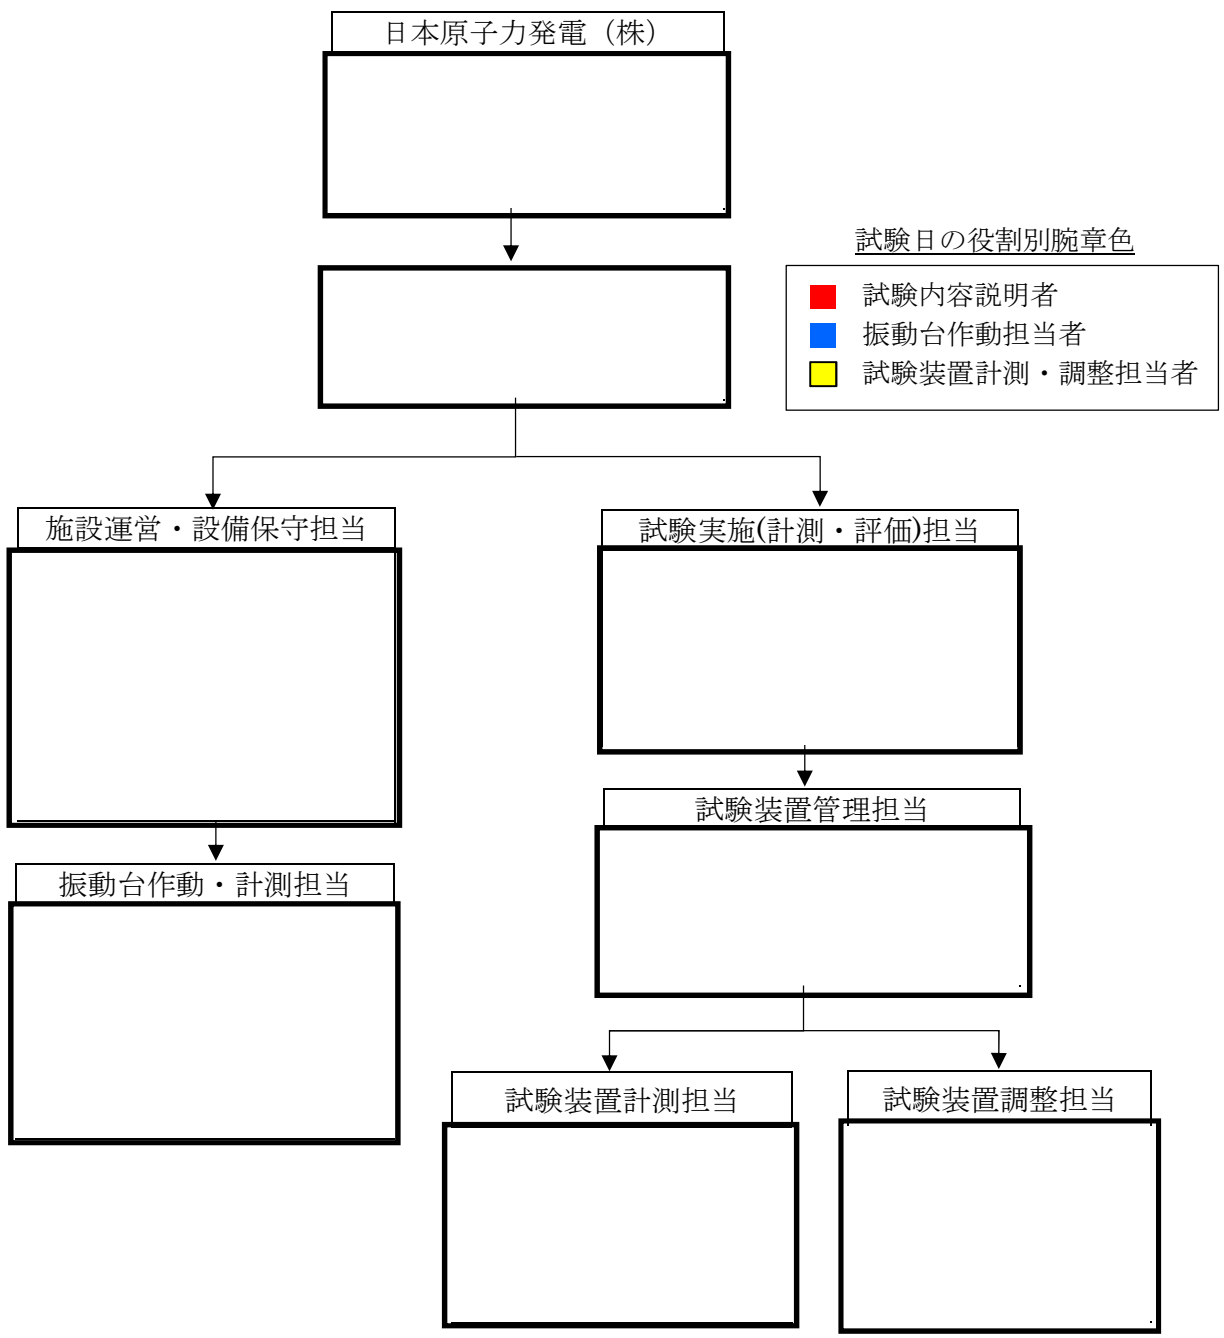 日本原子力発電（株）
試験日の役割別腕章色
試験内容説明者
振動台作動担当者
試験装置計測・調整担当者
施設運営・設備保守担当
試験実施(計測・評価)担当
試験装置管理担当
振動台作動・計測担当
試験装置計測担当
試験装置調整担当